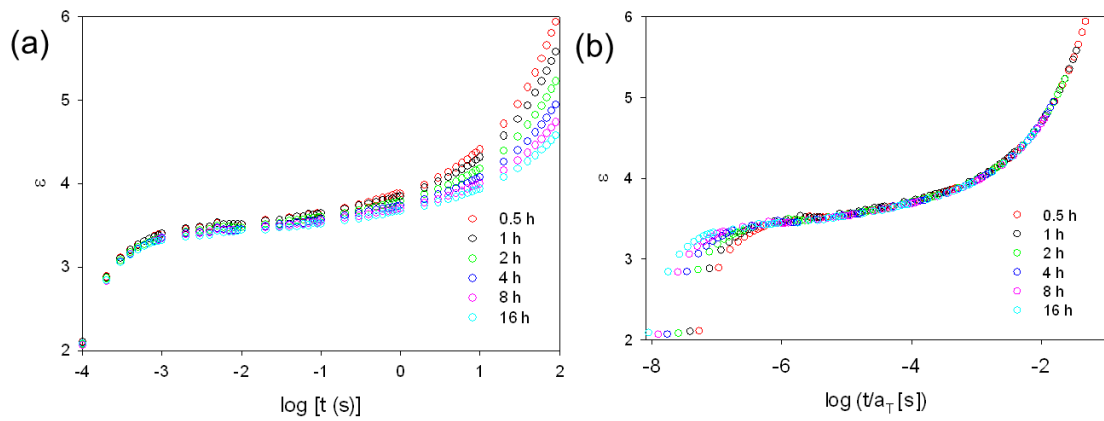 (a)
6
5
4
3
2
ε
0.5 h
1 h
2 h
4 h
8 h
16 h
-4 -3 -2 -1 0 1 2
log [t (s)]
(b)
6
5
4
3
2
ε
0.5 h
1 h
2 h
4 h
8 h
16 h
-8 -6 -4 -2
log (t/a_T [s])